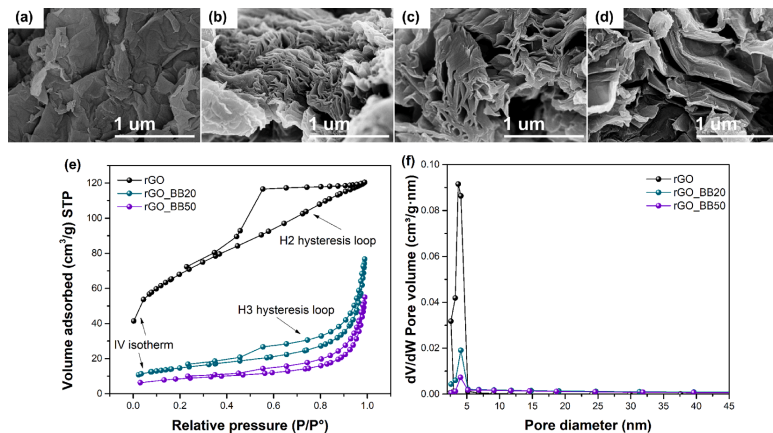 (a)
(b)
(c)
(d)
1 um
1 um
1 um
1 um
(e)
rGO
rGO_BB20
rGO_BB50
H2 hysteresis loop
H3 hysteresis loop
IV isotherm
Volume adsorbed (cm³/g) STP
0
20
40
60
80
100
120
0.0
0.2
0.4
0.6
0.8
1.0
Relative pressure (P/P°)
(f)
rGO
rGO_BB20
rGO_BB50
dV/dW Pore volume (cm³/g·nm)
0.00
0.02
0.04
0.06
0.08
0.10
5
10
15
20
25
30
35
40
45
Pore diameter (nm)